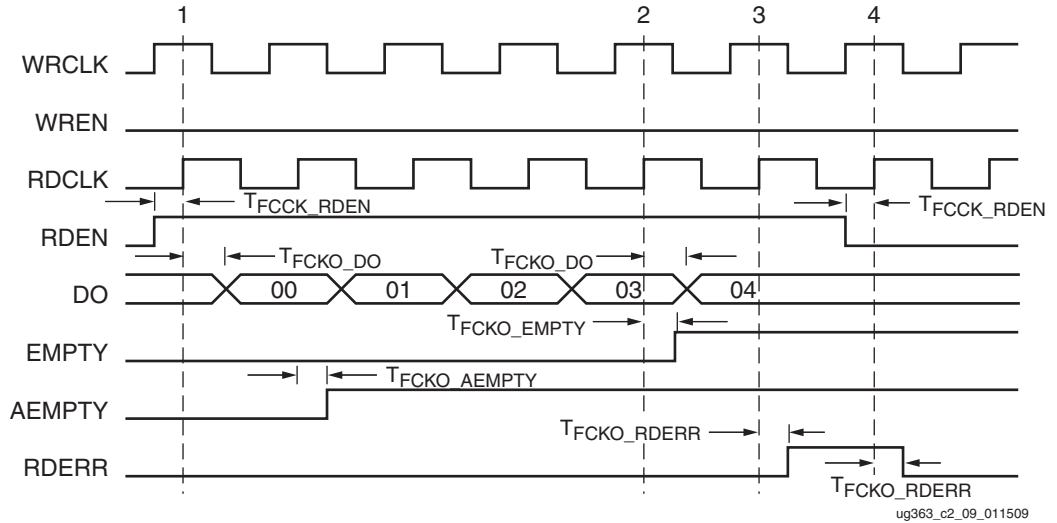 1 2 3 4
WRCLK
WREN
RDCLK
TFCCK_RDEN TFCCK_RDEN
RDEN
TFCKO_DO TFCKO_DO
DO 00 01 02 03 04
TFCKO_EMPTY
EMPTY
TFCKO_AEMPTY
AEMPTY
TFCKO_RDERR
RDERR
TFCKO_RDERR
ug363_c2_09_011509